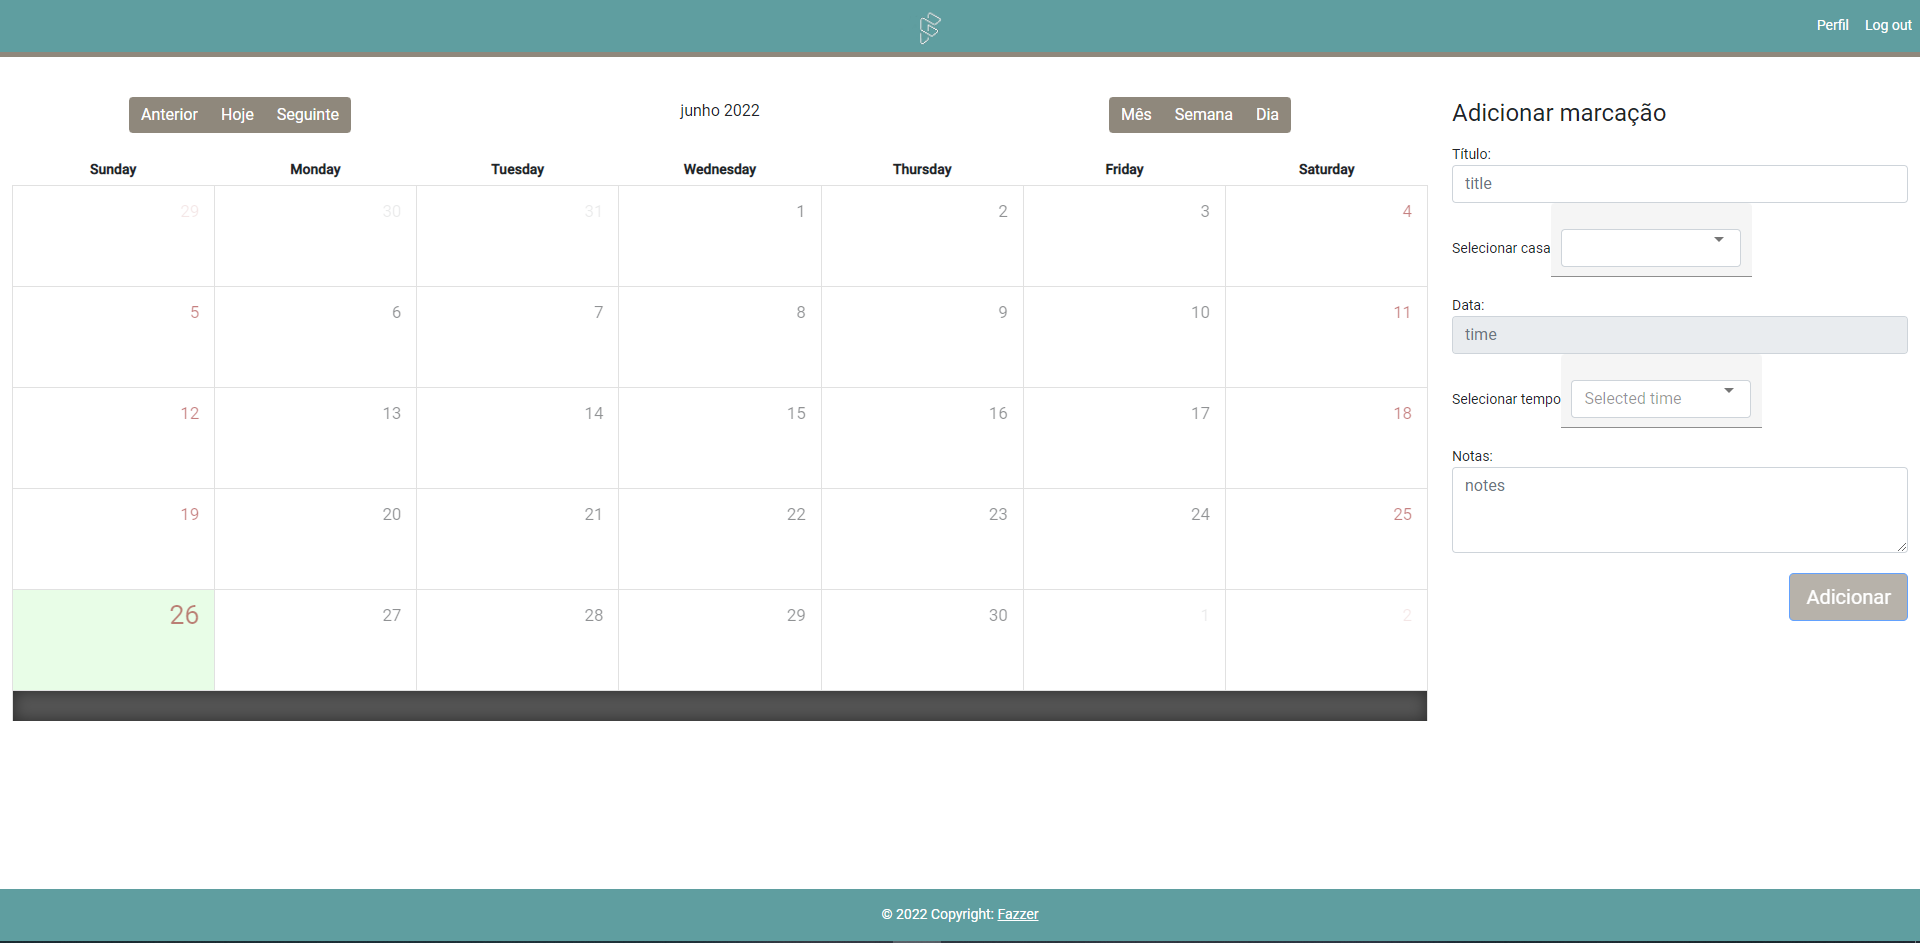 Perfil Log out
Anterior Hoje Seguinte
junho 2022
Mês Semana Dia
Sunday Monday Tuesday Wednesday Thursday Friday Saturday
29 30 31 1 2 3 4
5 6 7 8 9 10 11
12 13 14 15 16 17 18
19 20 21 22 23 24 25
26 27 28 29 30 1 2
Adicionar marcação
Título:
title
Selecionar casa
Data:
time
Selecionar tempo Selected time
Notas:
notes
Adicionar
© 2022 Copyright: Fazzer